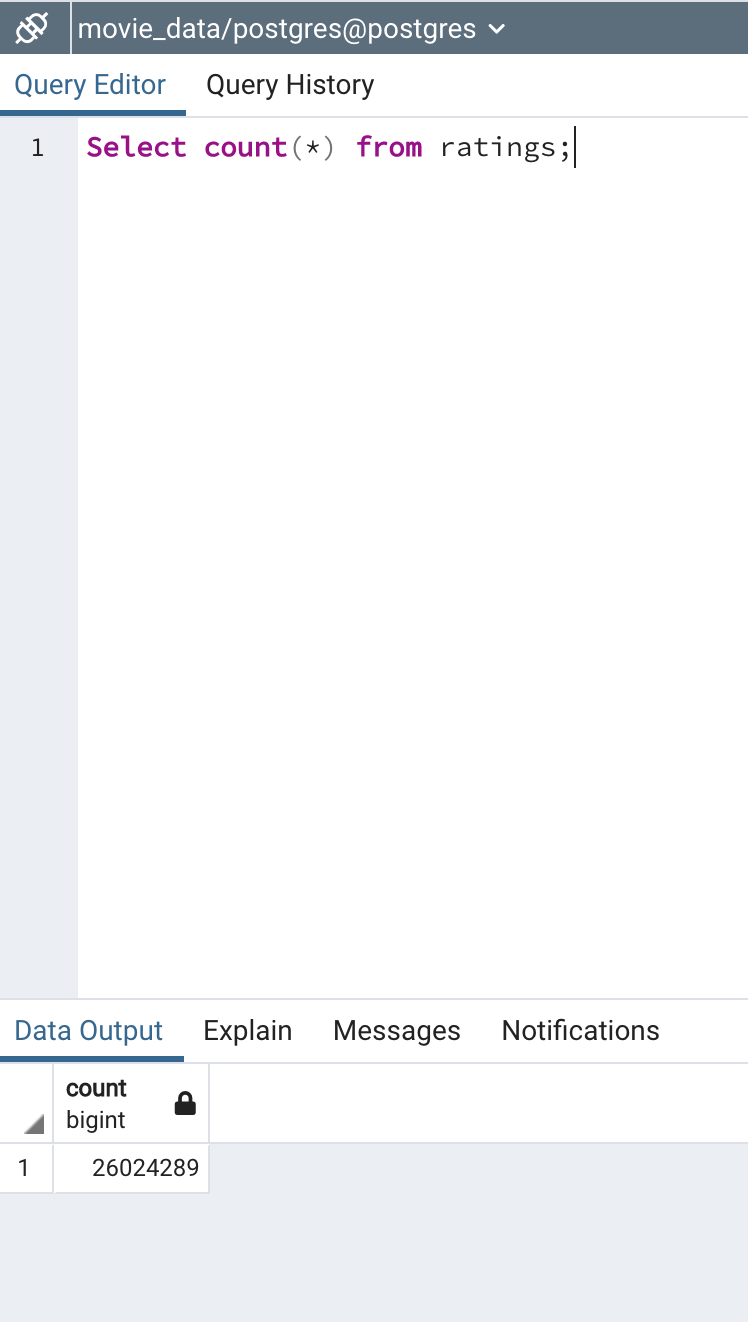 movie_data/postgres@postgres
Query Editor Query History
1 Select count(*) from ratings;
Data Output Explain Messages Notifications
count
bigint
1 26024289